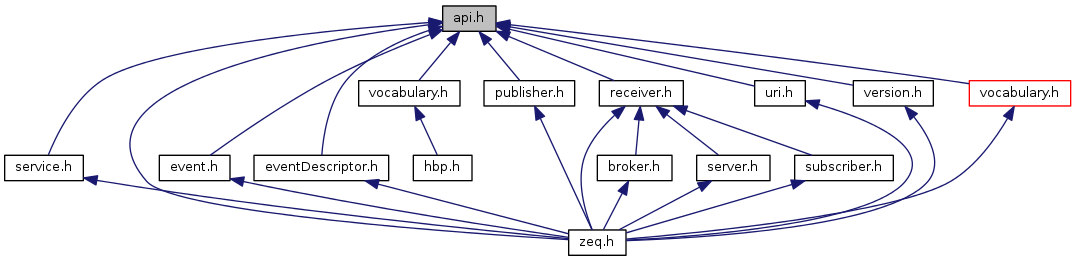 api.h
vocabulary.h
publisher.h
receiver.h
uri.h
version.h
vocabulary.h
service.h
event.h
eventDescriptor.h
hbp.h
broker.h
server.h
subscriber.h
zeq.h